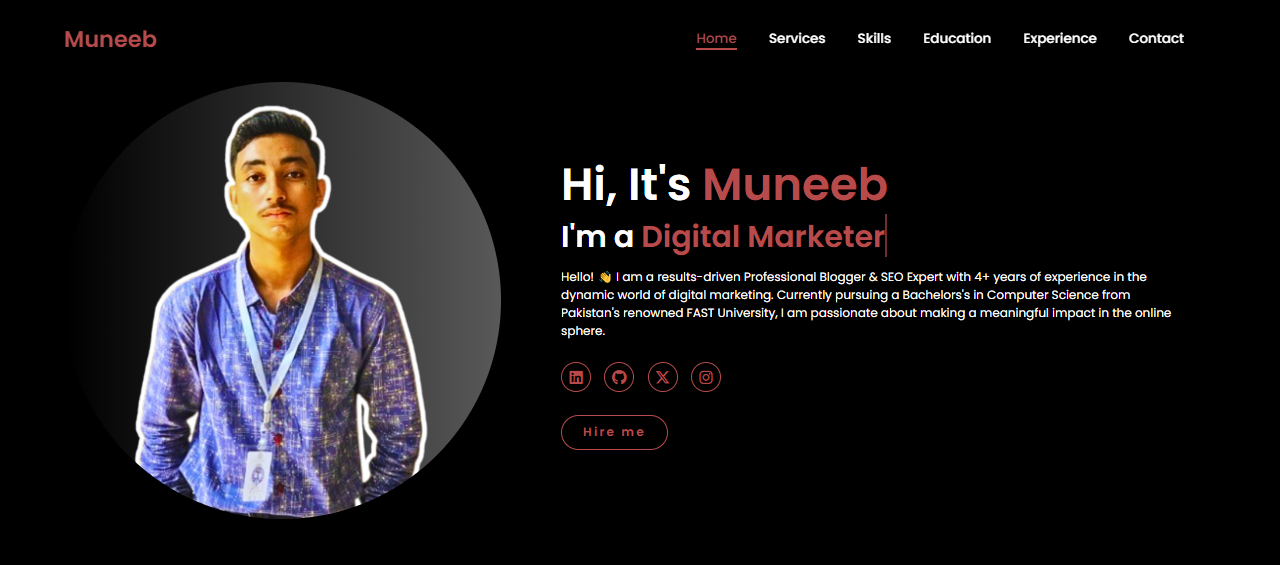 Muneeb
Home Services Skills Education Experience Contact
Hi, It's Muneeb
I'm a Digital Marketer
Hello! 👋 I am a results-driven Professional Blogger & SEO Expert with 4+ years of experience in the
dynamic world of digital marketing. Currently pursuing a Bachelors's in Computer Science from
Pakistan's renowned FAST University, I am passionate about making a meaningful impact in the online
sphere.
Hire me